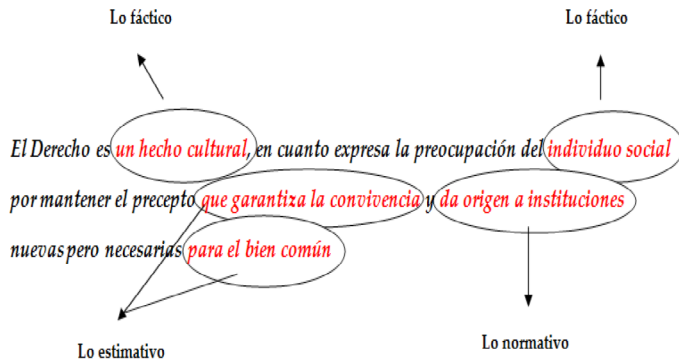 Lo fáctico Lo fáctico
El Derecho es un hecho cultural, en cuanto expresa la preocupación del individuo social
por mantener el precepto que garantiza la convivencia y da origen a instituciones
nuevas pero necesarias para el bien común
Lo estimativo Lo normativo